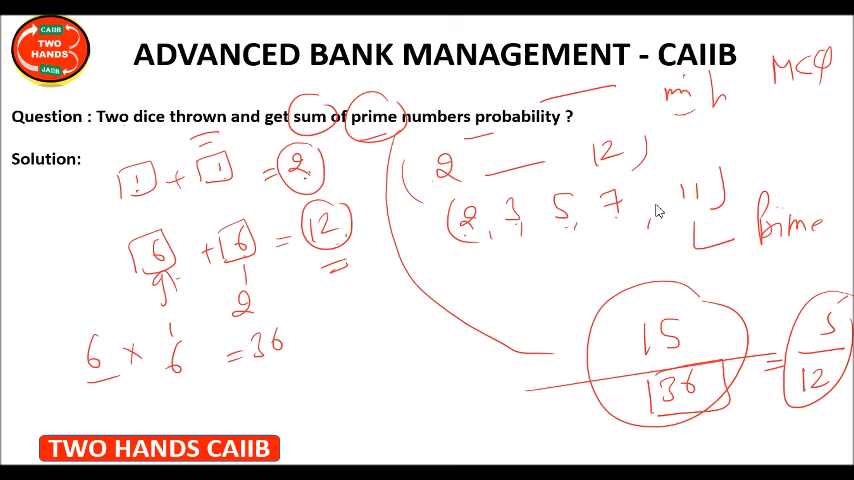 CAIIB
TWO
HANDS
JAIIB
ADVANCED BANK MANAGEMENT - CAIIB
MCQ
Question : Two dice thrown and get sum of prime numbers probability ?
Solution:
1 + 1 = 2
(2 — 12)
(2, 3, 5, 7, 11) Prime
6 + 6 = 12
1 2
6 × 6 = 36
15
36
= 5
12
TWO HANDS CAIIB